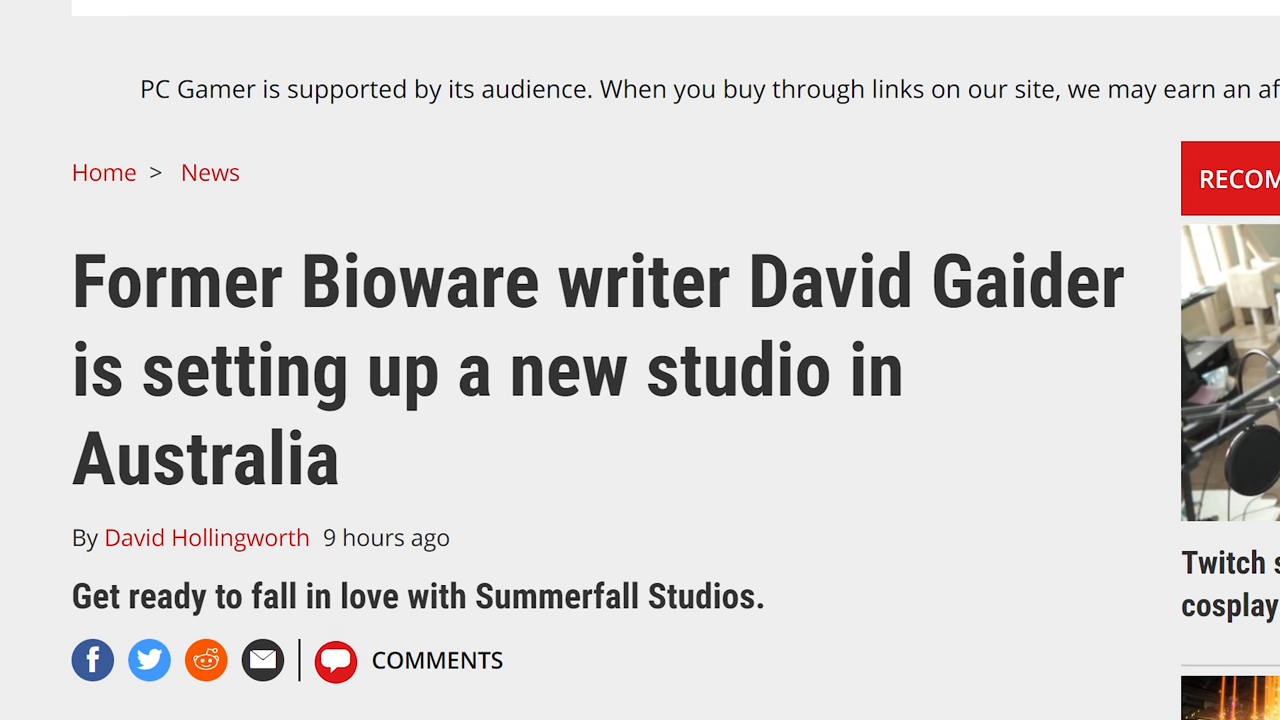 PC Gamer is supported by its audience. When you buy through links on our site, we may earn an af
Home > News
RECOM
Former Bioware writer David Gaider
is setting up a new studio in
Australia
By David Hollingworth 9 hours ago
Get ready to fall in love with Summerfall Studios.
COMMENTS
Twitch s
cosplay